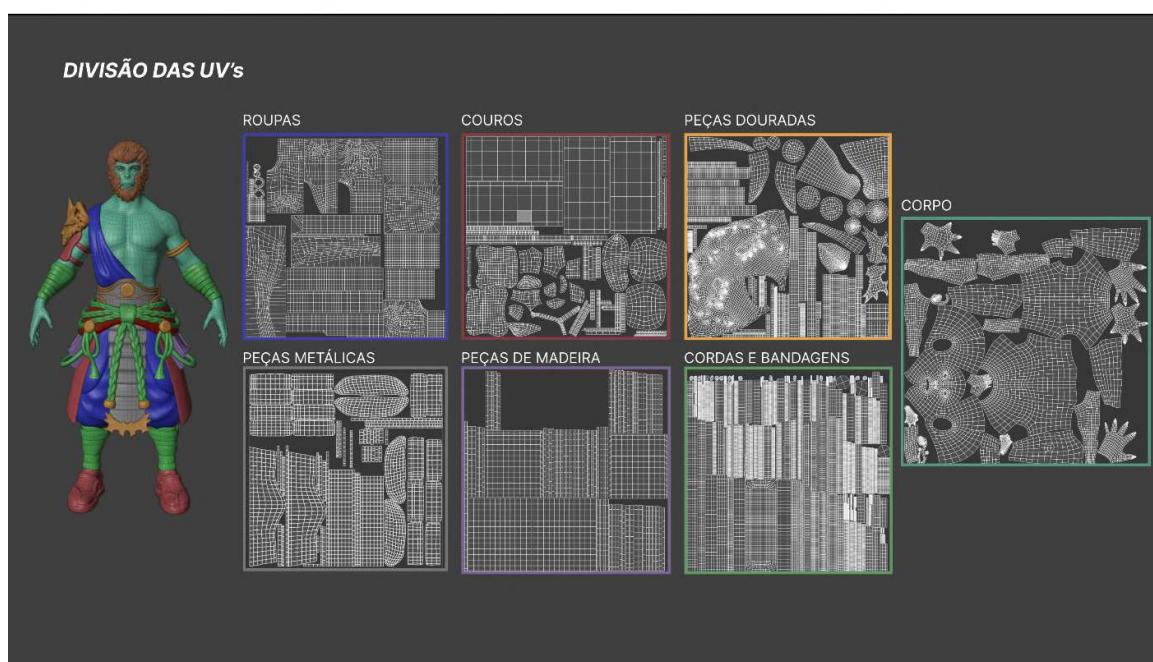 DIVISÃO DAS UV's
ROUPAS
COUROS
PEÇAS DOURADAS
CORPO
PEÇAS METÁLICAS
PEÇAS DE MADEIRA
CORDAS E BANDAGENS